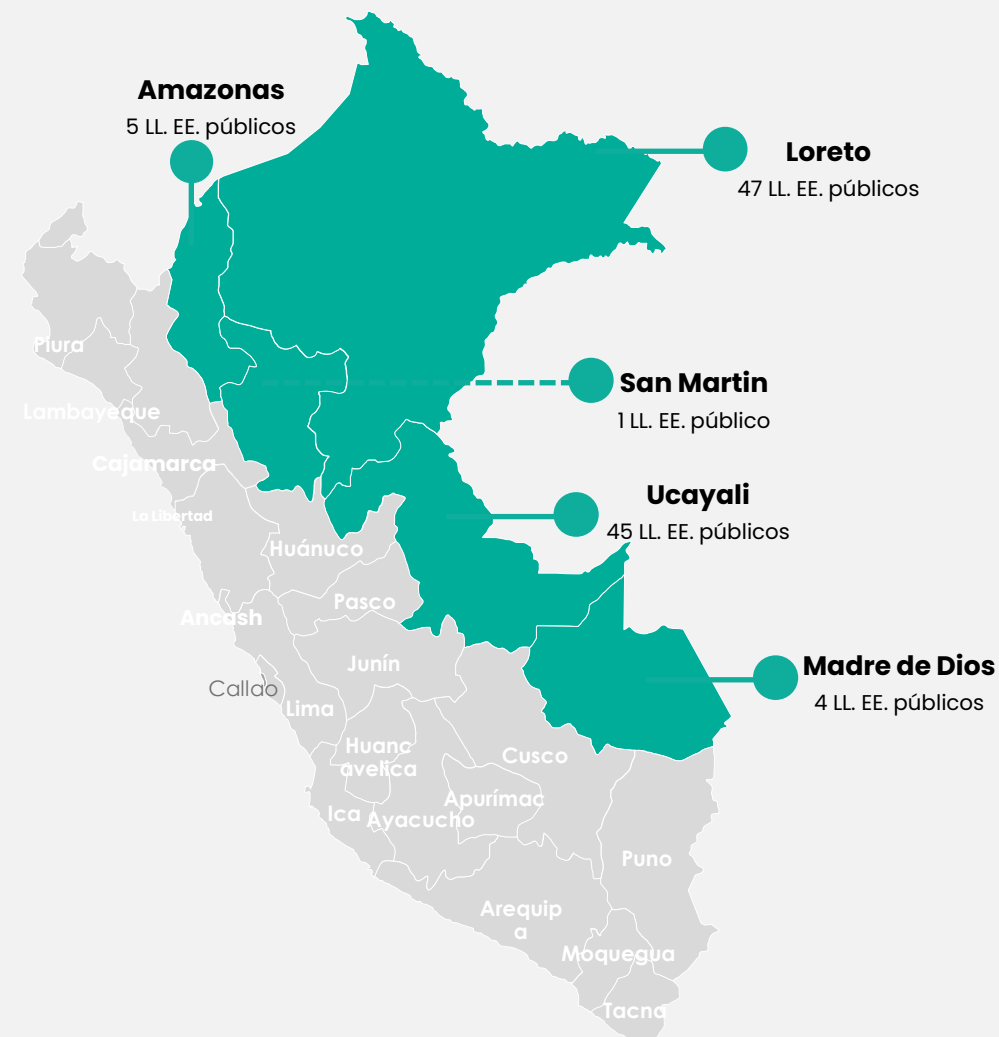 Amazonas
5 LL. EE. públicos
Loreto
47 LL. EE. públicos
Piura
San Martin
1 LL. EE. público
Lambayeque
Cajamarca
Ucayali
45 LL. EE. públicos
La Libertad
Huánuco
Pasco
Ancash
Junín
Madre de Dios
4 LL. EE. públicos
Callao
Lima
Huanc
avelica
Cusco
Apurímac
Ica
Ayacucho
Puno
Arequip
a
Moquegua
Tacna